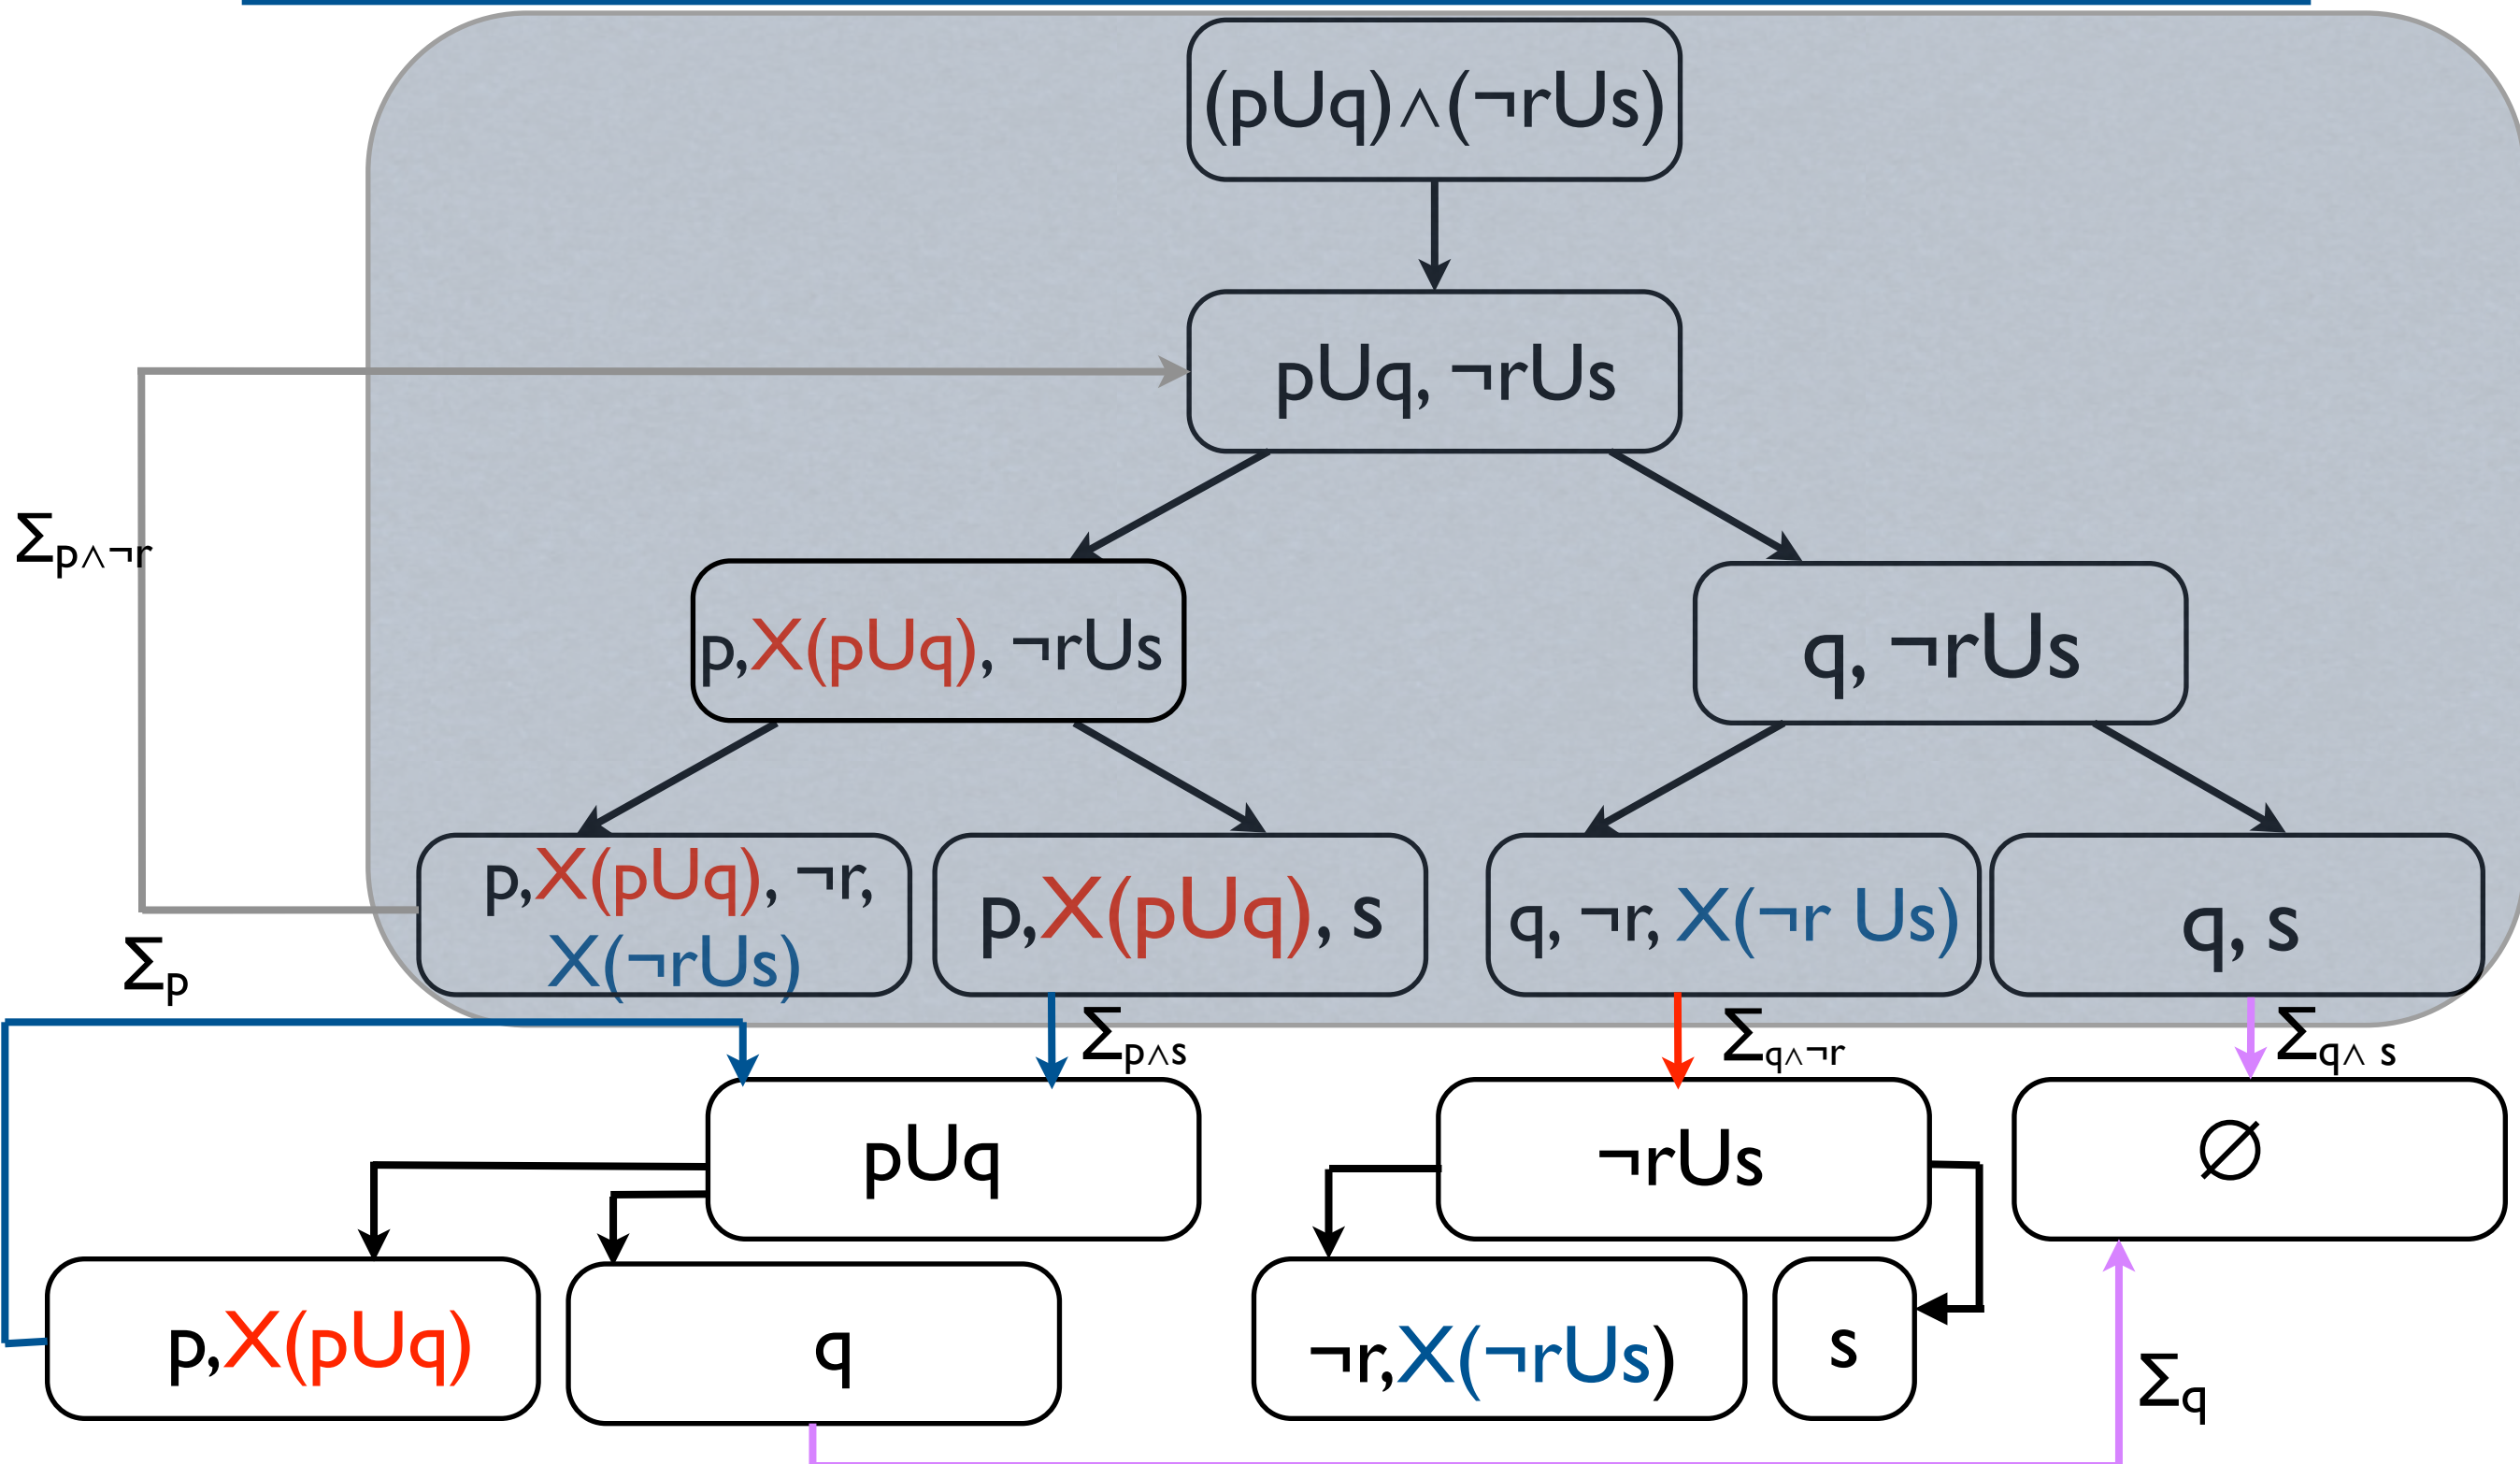 (pUq)∧(¬rUs)
pUq, ¬rUs
Σp∧¬r
p,X(pUq), ¬rUs
q, ¬rUs
p,X(pUq), ¬r,
X(¬rUs)
p,X(pUq), s
q, ¬r, X(¬r Us)
q, s
Σp
Σp∧s
Σq∧¬r
Σq∧ s
pUq
¬rUs
∅
p,X(pUq)
q
¬r,X(¬rUs)
s
Σq